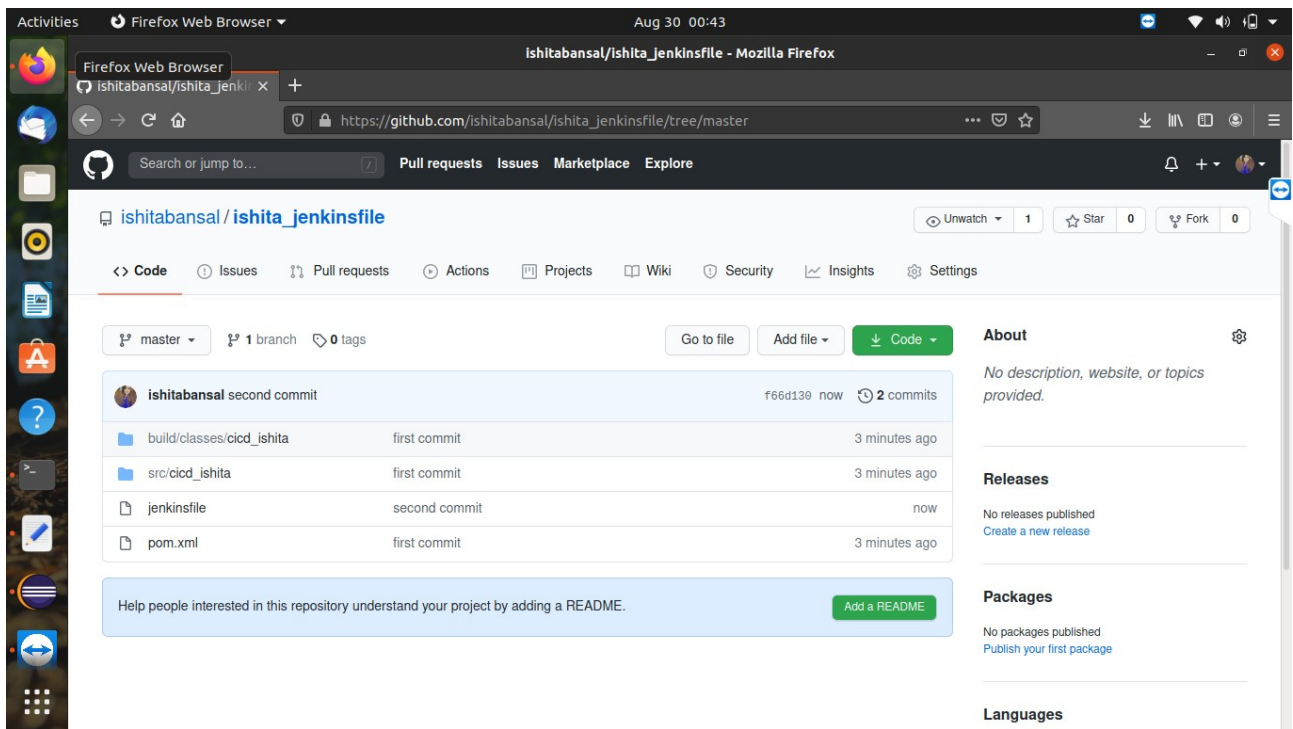 Activities Firefox Web Browser Aug 30 00:43
ishitabansal/ishita_jenkinsfile - Mozilla Firefox
Firefox Web Browser
ishitabansal/ishita_jenki
https://github.com/ishitabansal/ishita_jenkinsfile/tree/master
Search or jump to... / Pull requests Issues Marketplace Explore
ishitabansal / ishita_jenkinsfile Unwatch 1 Star 0 Fork 0
<> Code Issues Pull requests Actions Projects Wiki Security Insights Settings
master 1 branch 0 tags Go to file Add file Code About
No description, website, or topics
provided.
ishitabansal second commit f66d130 now 2 commits
build/classes/cicd_ishita first commit 3 minutes ago
src/cicd_ishita first commit 3 minutes ago
jenkinsfile second commit now
pom.xml first commit 3 minutes ago
Help people interested in this repository understand your project by adding a README. Add a README
Releases
No releases published
Create a new release
Packages
No packages published
Publish your first package
Languages